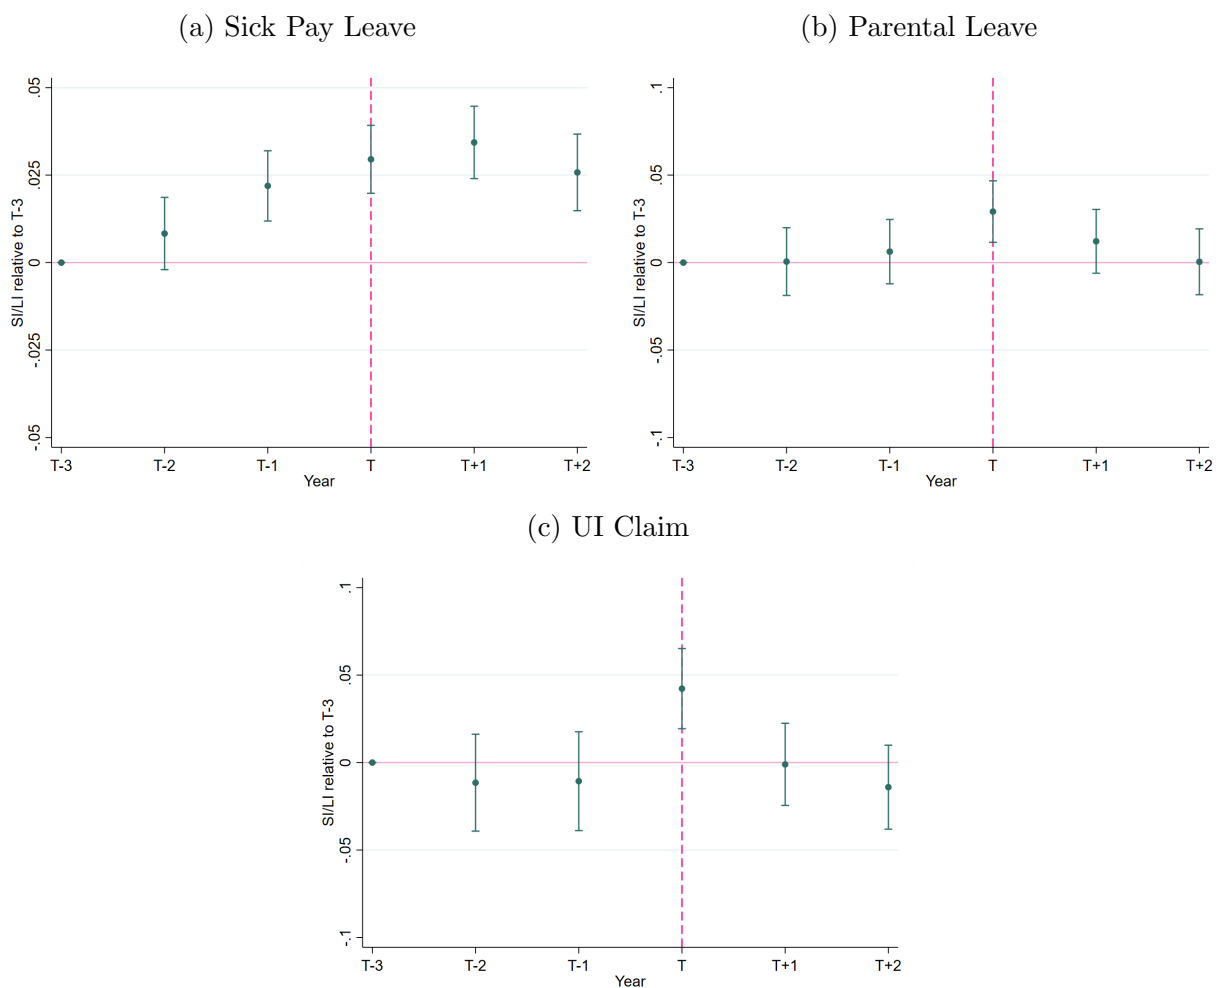 (a) Sick Pay Leave
SI/LI relative to T-3
.05
.025
0
-.025
-.05
T-3 T-2 T-1 T T+1 T+2
Year
(b) Parental Leave
SI/LI relative to T-3
.1
.05
0
-.05
-.1
T-3 T-2 T-1 T T+1 T+2
Year
(c) UI Claim
SI/LI relative to T-3
.1
.05
0
-.05
-.1
T-3 T-2 T-1 T T+1 T+2
Year